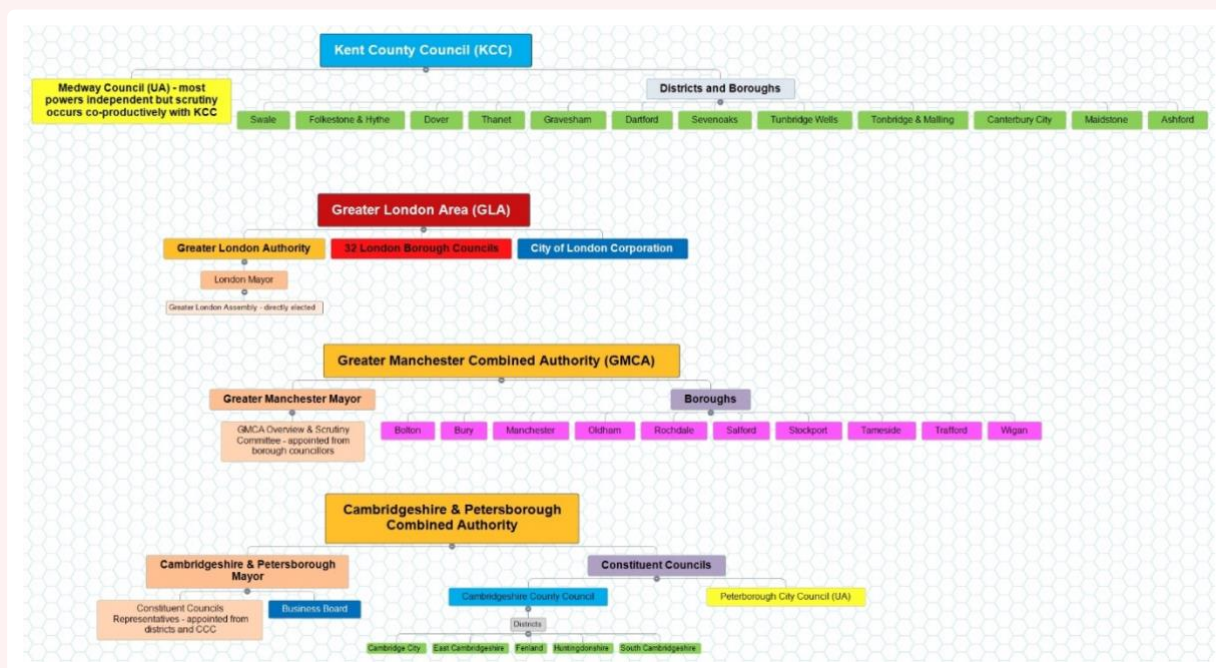 Kent County Council (KCC)
Medway Council (UA) - most
powers independent but scrutiny
occurs co-productively with KCC
Districts and Boroughs
Swale
Folkestone & Hythe
Dover
Thanet
Gravesham
Dartford
Sevenoaks
Tunbridge Wells
Tonbridge & Malling
Canterbury City
Maidstone
Ashford
Greater London Area (GLA)
Greater London Authority
32 London Borough Councils
City of London Corporation
London Mayor
Greater London Assembly - directly elected
Greater Manchester Combined Authority (GMCA)
Greater Manchester Mayor
Boroughs
GMCA Overview & Scrutiny
Committee - appointed from
borough councillors
Bolton
Bury
Manchester
Oldham
Rochdale
Salford
Stockport
Tameside
Trafford
Wigan
Cambridgeshire & Petersborough
Combined Authority
Cambridgeshire & Petersborough
Mayor
Constituent Councils
Constituent Councils
Representatives - appointed from
districts and CCC
Business Board
Cambridgeshire County Council
Peterborough City Council (UA)
Districts
Cambridge City
East Cambridgeshire
Fenland
Huntingdonshire
South Cambridgeshire